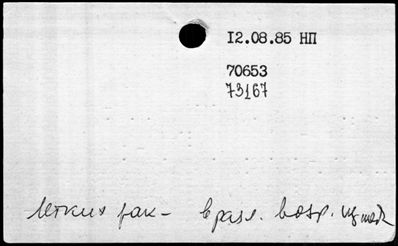 12.08.85 НП
70653
73167
легких рак – в разл. возр.